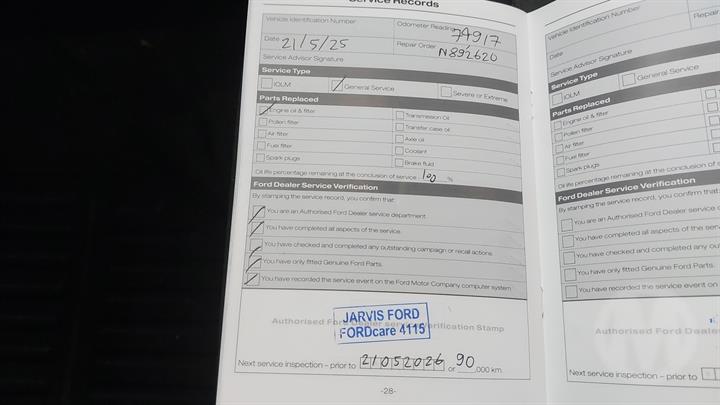 Service Records
Vehicle Identification Number
Odometer Reading 74917
Date 21/5/25
Repair Order N892620
Service Advisor Signature
Service Type
IOLM
General Service
Severe or Extreme
Parts Replaced
Engine oil & filter
Transmission Oil
Pollen filter
Transfer case oil
Air filter
Axle oil
Fuel filter
Coolant
Spark plugs
Brake fluid
Oil life percentage remaining at the conclusion of service 100 %
Ford Dealer Service Verification
By stamping the service record, you confirm that:
You are an Authorised Ford Dealer service department.
You have completed all aspects of the service.
You have checked and completed any outstanding campaign or recall actions.
You have only fitted Genuine Ford Parts.
You have recorded the service event on the Ford Motor Company computer system
Authorised Ford Dealer service Verification Stamp
JARVIS FORD
FORDcare 4115
Next service inspection – prior to 21052026 or 90 ,000 km.
-28-
Vehicle Identification Number
Repair
Date
Service Advisor Signature
Service Type
IOLM
General Service
Parts Replaced
Engine oil & filter
Pollen filter
Air filter
Fuel filter
Spark plugs
Oil life percentage remaining at the conclusion of
Ford Dealer Service Verification
By stamping the service record, you confirm
You are an Authorised Ford Dealer service
You have completed all aspects of the
You have checked and completed any
You have only fitted Genuine Ford Parts.
You have recorded the service event on
Authorised Ford Dealer
Next service inspection – prior to